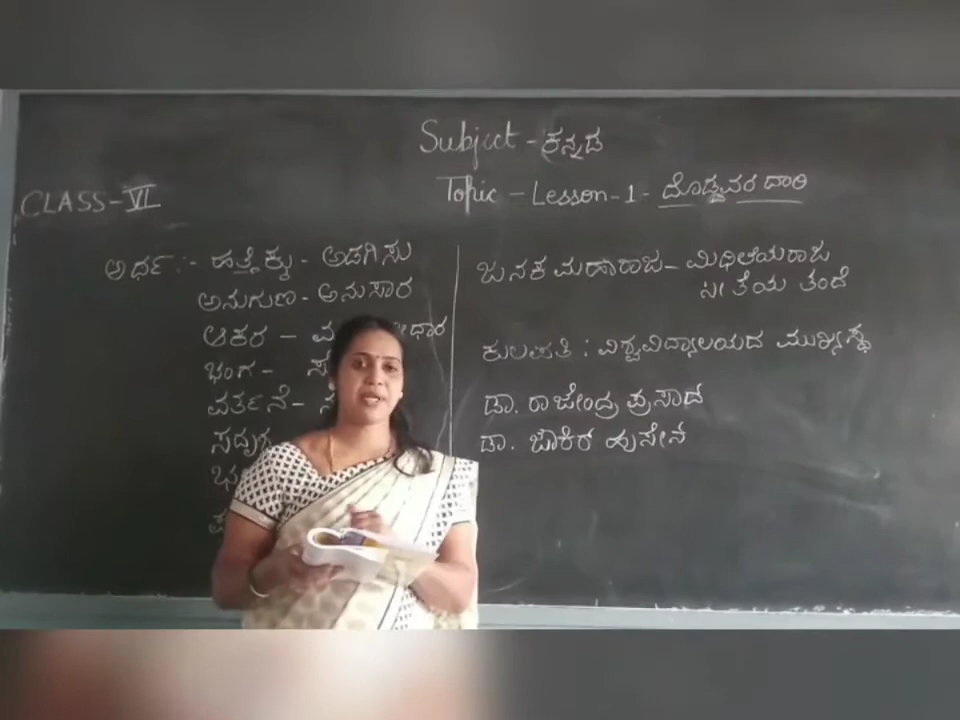 Subject - ಕನ್ನಡ
Topic - Lesson-1- ದೊಡ್ಡವರ ದಾರಿ
CLASS-VI
ಅರ್ಥ :- ಹತ್ತಿಕ್ಕು - ಅಡಗಿಸು
ಅನುಗುಣ - ಅನುಸಾರ
ಆಕರ -
ಭಂಗ -
ವರ್ತನೆ -
ಜನಕ ಮಹಾರಾಜ - ಮಿಥಿಲೆಯರಾಜ
ಸೀತೆಯ ತಂದೆ
ಕುಲಪತಿ : ವಿಶ್ವವಿದ್ಯಾಲಯದ ಮುಖ್ಯಸ್ಥ
ಡಾ. ರಾಜೇಂದ್ರ ಪ್ರಸಾದ
ಡಾ. ಜಾಕಿರ ಹುಸೇನ